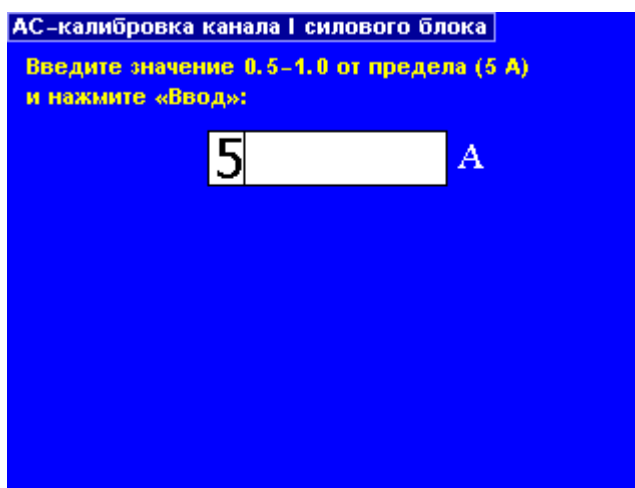 АС-калибровка канала I силового блока
Введите значение 0.5-1.0 от предела (5 А)
и нажмите «Ввод»:
5 А